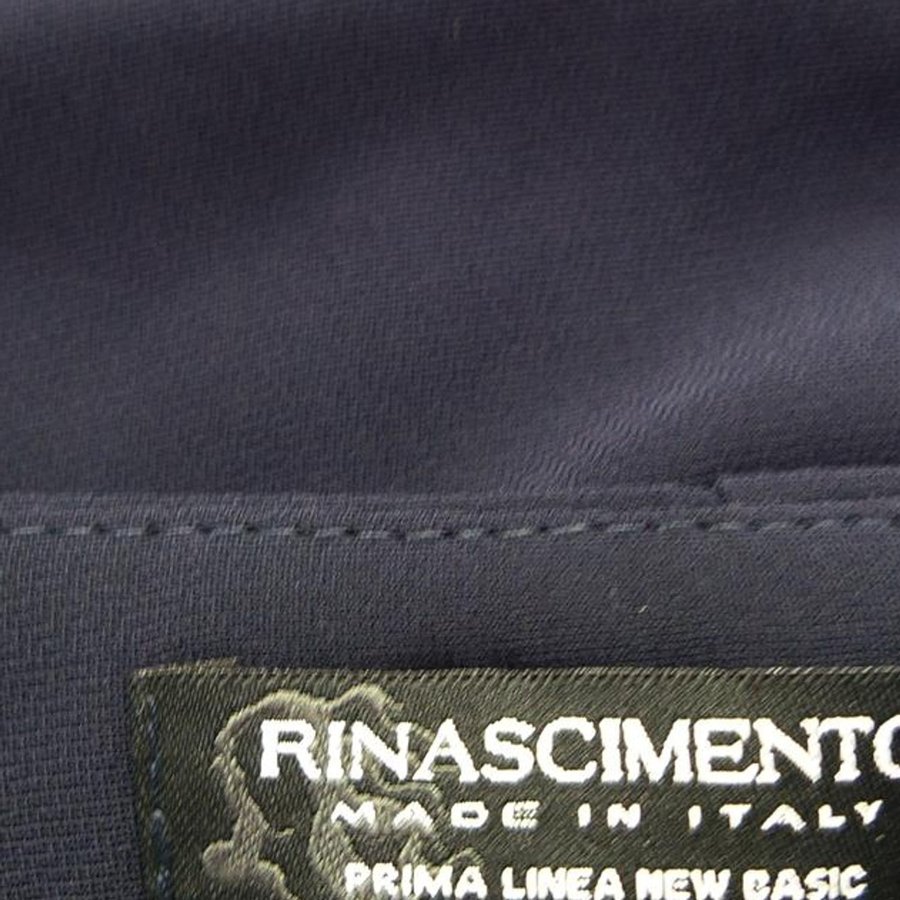 RINASCIMENTO
MADE IN ITALY
PRIMA LINEA NEW BASIC